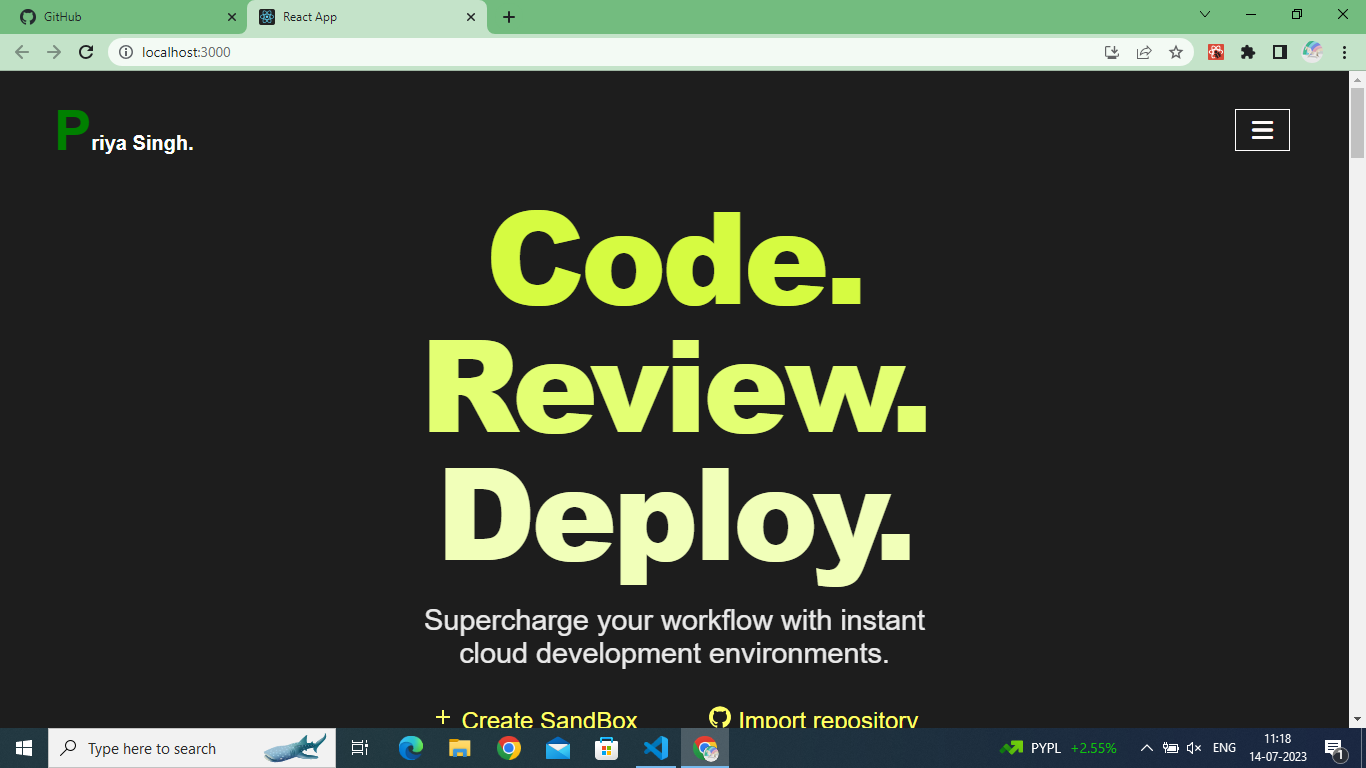 GitHub
React App
localhost:3000
Priya Singh.
Code.
Review.
Deploy.
Supercharge your workflow with instant
cloud development environments.
+ Create SandBox
Import repository
Type here to search
PYPL +2.55%
ENG
11:18
14-07-2023
1